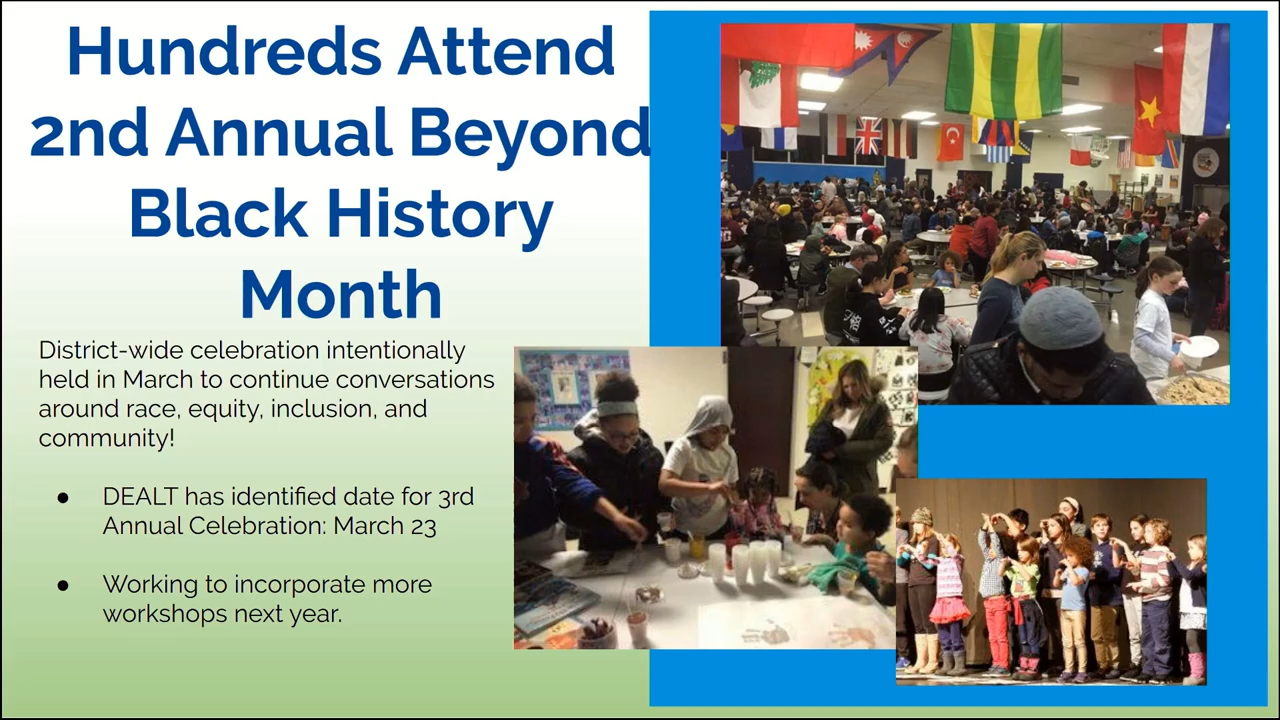 Hundreds Attend
2nd Annual Beyond
Black History
Month
District-wide celebration intentionally
held in March to continue conversations
around race, equity, inclusion, and
community!
● DEALT has identified date for 3rd
Annual Celebration: March 23
● Working to incorporate more
workshops next year.